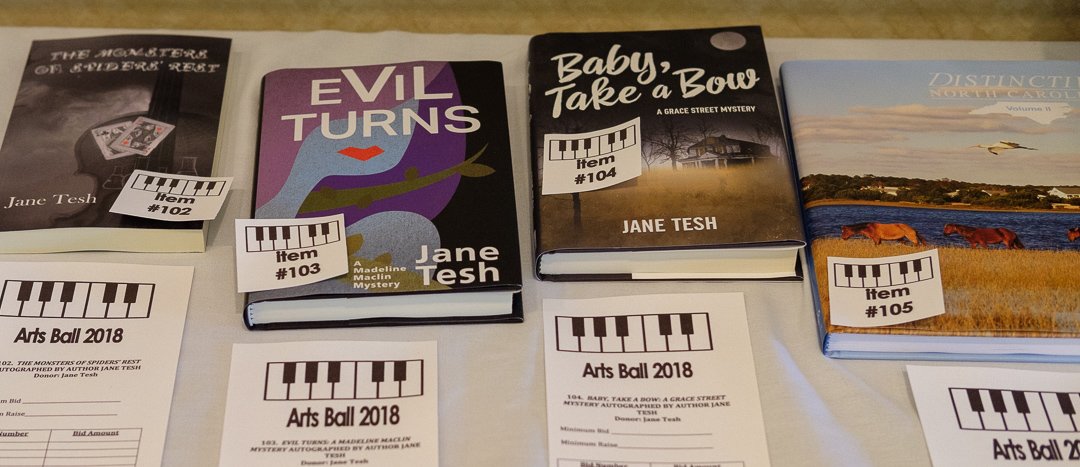 THE MONSTERS
OF SPIDERS' REST
Jane Tesh
Item
#102
EVIL
TURNS
A
Madeline
Maclin
Mystery
Jane
Tesh
Item
#103
Baby,
Take a Bow
A GRACE STREET MYSTERY
JANE TESH
Item
#104
NORTH
Volume II
Item
#105
Arts Ball 2018
102. THE MONSTERS OF SPIDERS' REST
AUTOGRAPHED BY AUTHOR JANE TESH
Donor: Jane Tesh
Bid
Raise
Number Bid Amount
Arts Ball 2018
103. EVIL TURNS: A MADELINE MACLIN
MYSTERY AUTOGRAPHED BY AUTHOR JANE
TESH
Donor: Jane Tesh
Arts Ball 2018
104. BABY, TAKE A BOW: A GRACE STREET
MYSTERY AUTOGRAPHED BY AUTHOR JANE
TESH
Donor: Jane Tesh
Minimum Bid
Minimum Raise
Bid Number Bid Amount
Arts Ball